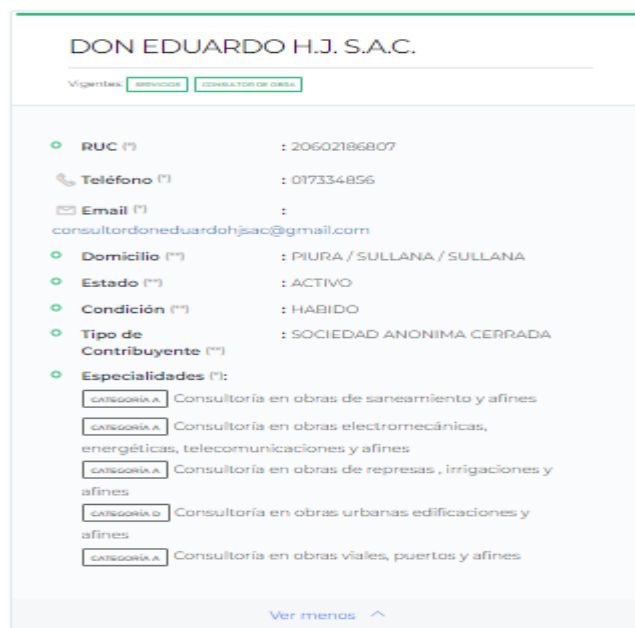 DON EDUARDO H.J. S.A.C.
Vigentes: SERVICIOS CONSULTOR DE OBRA
RUC (*) : 20602186807
Teléfono (*) : 017334856
Email (*) :
consultordoneduardohjsac@gmail.com
Domicilio (**) : PIURA / SULLANA / SULLANA
Estado (**) : ACTIVO
Condición (**) : HABIDO
Tipo de : SOCIEDAD ANONIMA CERRADA
Contribuyente (**)
Especialidades (*):
CATEGORÍA A Consultoría en obras de saneamiento y afines
CATEGORÍA A Consultoría en obras electromecánicas,
energéticas, telecomunicaciones y afines
CATEGORÍA A Consultoría en obras de represas , irrigaciones y
afines
CATEGORÍA D Consultoría en obras urbanas edificaciones y
afines
CATEGORÍA A Consultoría en obras viales, puertos y afines
Ver menos